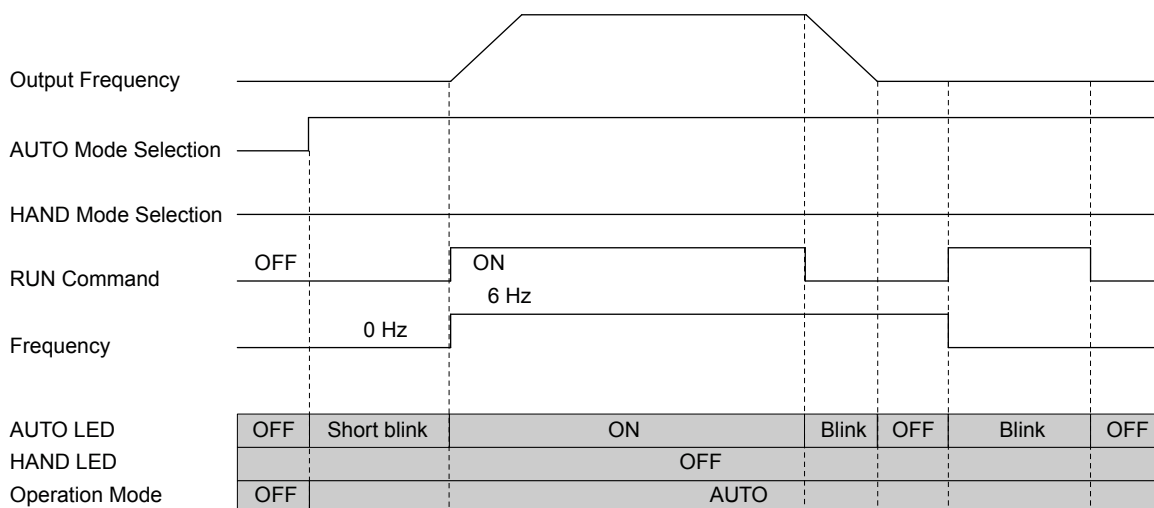 Output Frequency
AUTO Mode Selection
HAND Mode Selection
OFF ON
RUN Command
6 Hz
0 Hz
Frequency
AUTO LED OFF Short blink ON Blink OFF Blink OFF
HAND LED OFF
Operation Mode OFF AUTO